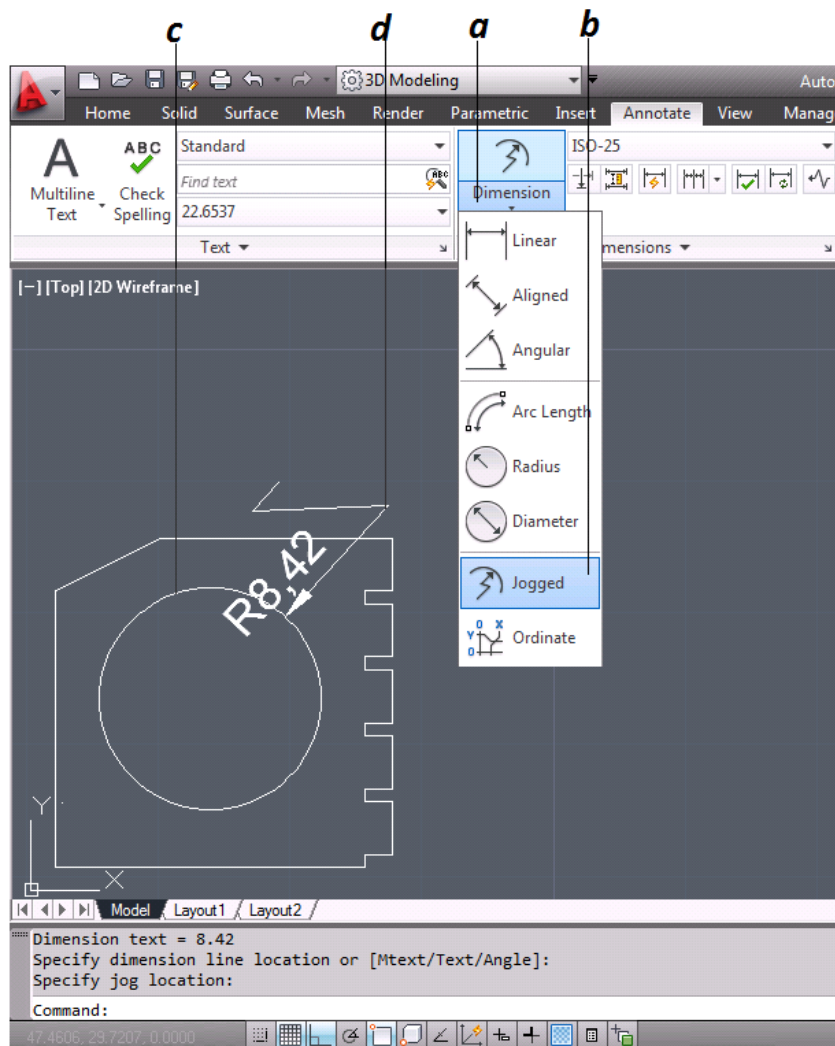 c d a b
3D Modeling Auto
Home Solid Surface Mesh Render Parametric Insert Annotate View Manag
A ABC Standard ISO-25
Find text ABC
Multiline Check Dimension
Text Spelling 22.6537
Text mensions
[−] [Top] [2D Wireframe]
Linear
Aligned
Angular
Arc Length
Radius
Diameter
Jogged
Ordinate
R8,42
Y
X
Model Layout1 Layout2
Dimension text = 8.42
Specify dimension line location or [Mtext/Text/Angle]:
Specify jog location:
Command:
47.4606, 29.7207, 0.0000